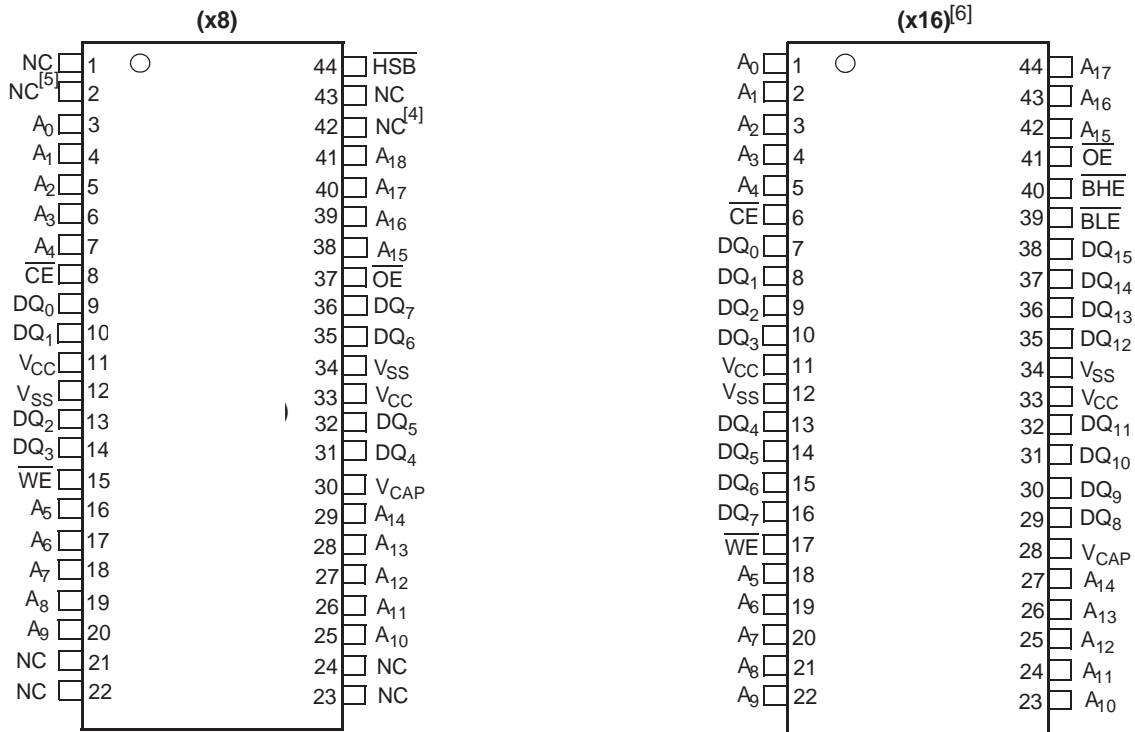 (x8)
NC 1 44 HSB
NC[5] 2 43 NC
A0 3 42 NC[4]
A1 4 41 A18
A2 5 40 A17
A3 6 39 A16
A4 7 38 A15
CE 8 37 OE
DQ0 9 36 DQ7
DQ1 10 35 DQ6
VCC 11 34 VSS
VSS 12 33 VCC
DQ2 13 32 DQ5
DQ3 14 31 DQ4
WE 15 30 VCAP
A5 16 29 A14
A6 17 28 A13
A7 18 27 A12
A8 19 26 A11
A9 20 25 A10
NC 21 24 NC
NC 22 23 NC
(x16)[6]
A0 1 44 A17
A1 2 43 A16
A2 3 42 A15
A3 4 41 OE
A4 5 40 BHE
CE 6 39 BLE
DQ0 7 38 DQ15
DQ1 8 37 DQ14
DQ2 9 36 DQ13
DQ3 10 35 DQ12
VCC 11 34 VSS
VSS 12 33 VCC
DQ4 13 32 DQ11
DQ5 14 31 DQ10
DQ6 15 30 DQ9
DQ7 16 29 DQ8
WE 17 28 VCAP
A5 18 27 A14
A6 19 26 A13
A7 20 25 A12
A8 21 24 A11
A9 22 23 A10